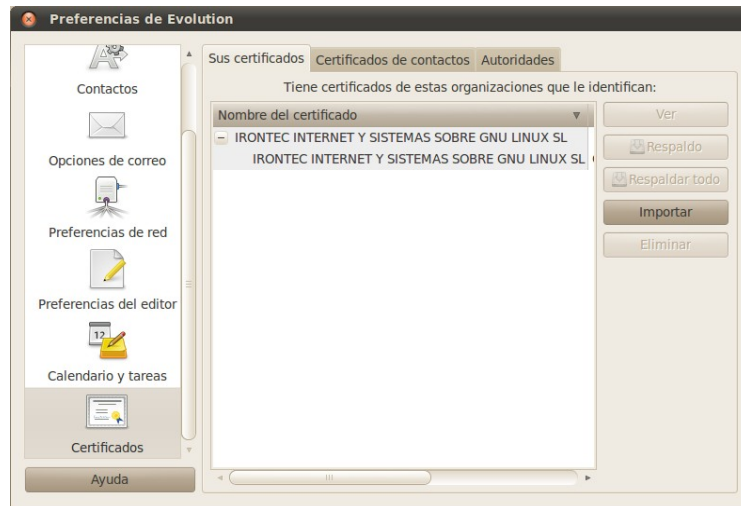 Preferencias de Evolution
Contactos
Opciones de correo
Preferencias de red
Preferencias del editor
12
Calendario y tareas
Certificados
Ayuda
Sus certificados
Certificados de contactos
Autoridades
Tiene certificados de estas organizaciones que le identifican:
Nombre del certificado
IRONTEC INTERNET Y SISTEMAS SOBRE GNU LINUX SL
IRONTEC INTERNET Y SISTEMAS SOBRE GNU LINUX SL
Ver
Respaldo
Respaldar todo
Importar
Eliminar